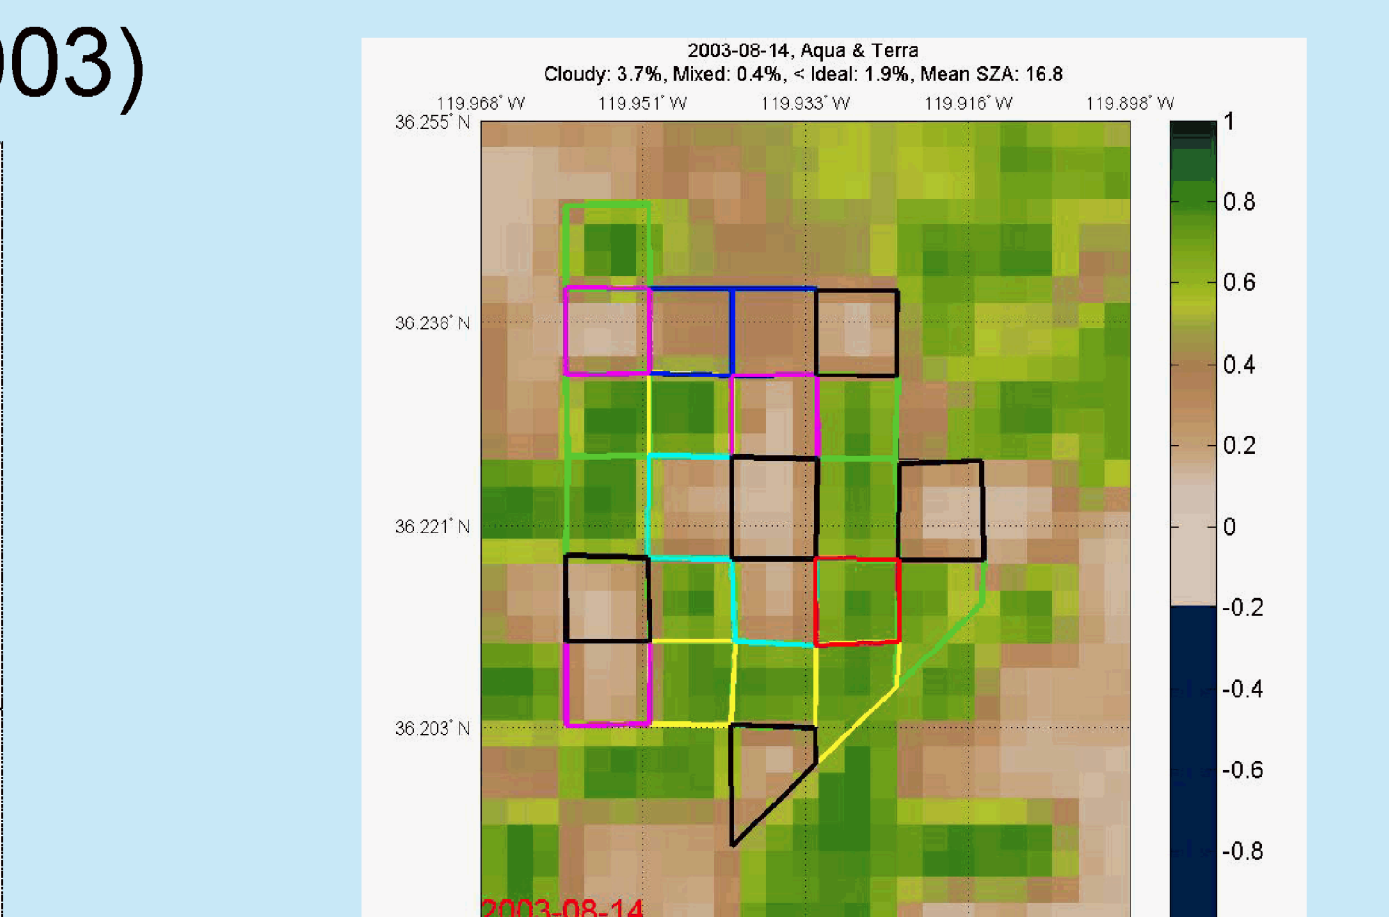 003)
2003-08-14, Aqua & Terra
Cloudy: 3.7%, Mixed: 0.4%, < Ideal: 1.9%, Mean SZA: 16.8
119.968° W 119.951° W 119.933° W 119.916° W 119.898° W
36.255° N
36.236° N
36.221° N
36.203° N
1
0.8
0.6
0.4
0.2
0
-0.2
-0.4
-0.6
-0.8
2003-08-14